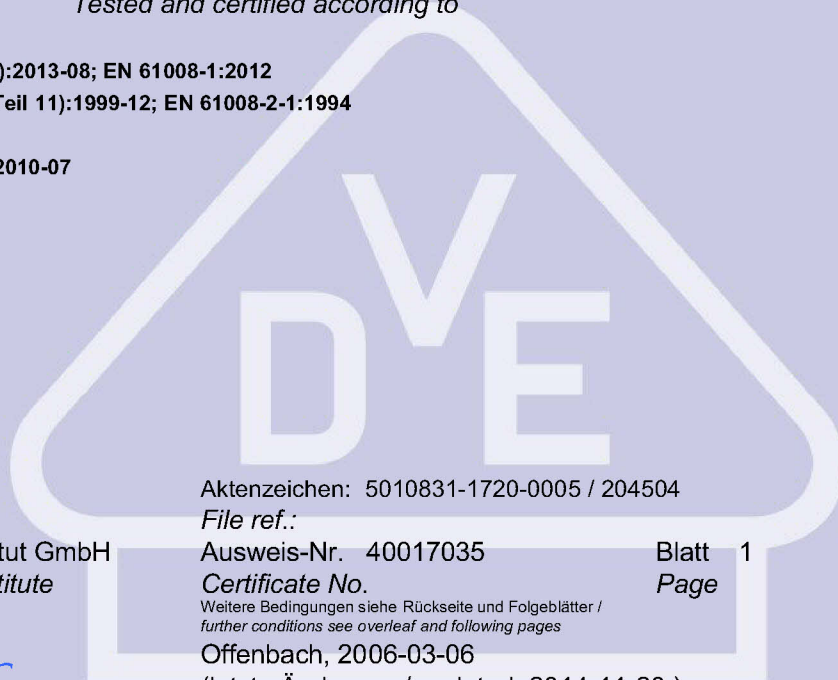 Tested and certified according to
):2013-08; EN 61008-1:2012
Teil 11):1999-12; EN 61008-2-1:1994
2010-07
VDE
Aktenzeichen: 5010831-1720-0005 / 204504
File ref.:
tut GmbH Ausweis-Nr. 40017035 Blatt 1
titute Certificate No. Page
Weitere Bedingungen siehe Rückseite und Folgeblätter /
further conditions see overleaf and following pages
Offenbach, 2006-03-06